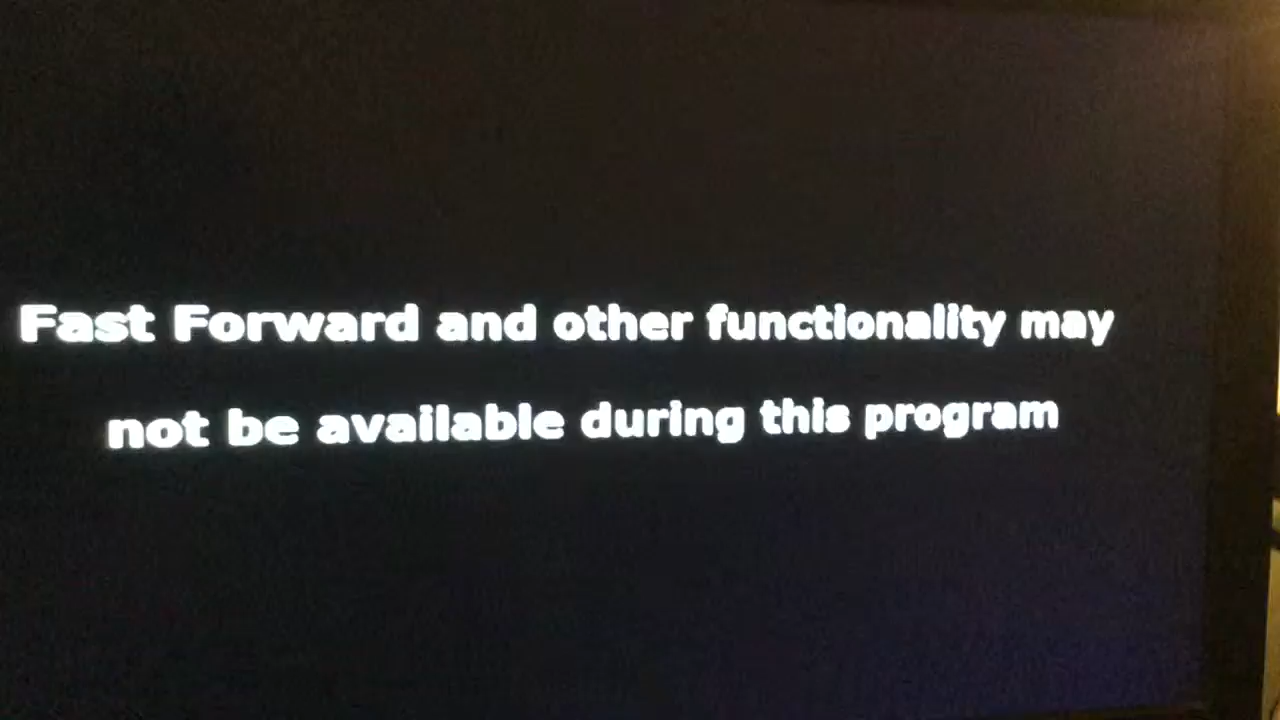 Fast Forward and other functionality may
not be available during this program